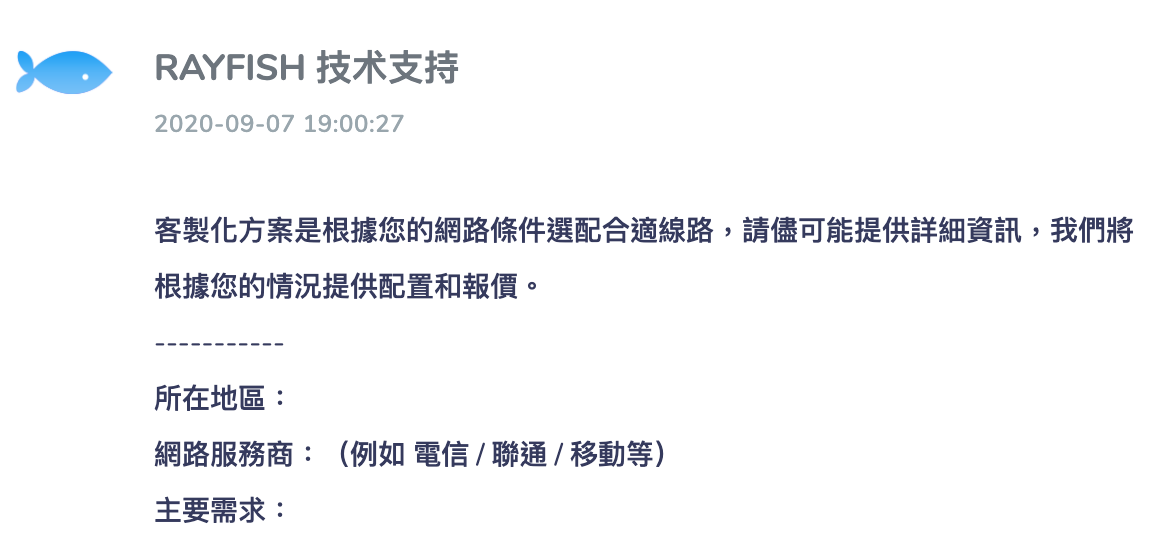 RAYFISH 技术支持
2020-09-07 19:00:27
客製化方案是根據您的網路條件選配合適線路，請儘可能提供詳細資訊，我們將
根據您的情況提供配置和報價。
-----------
所在地區：
網路服務商：（例如 電信 / 聯通 / 移動等）
主要需求：